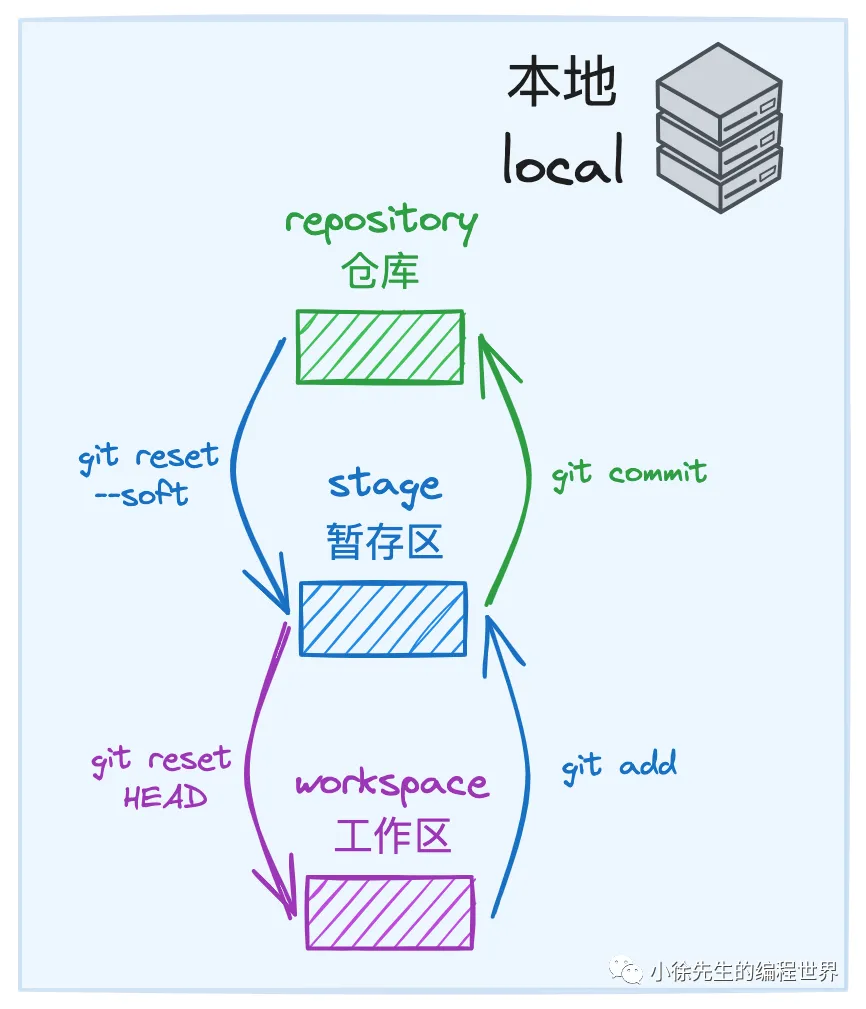 本地
local
repository
仓库
git reset
--soft
stage
暂存区
git commit
git reset
HEAD
workspace
工作区
git add
小徐先生的编程世界